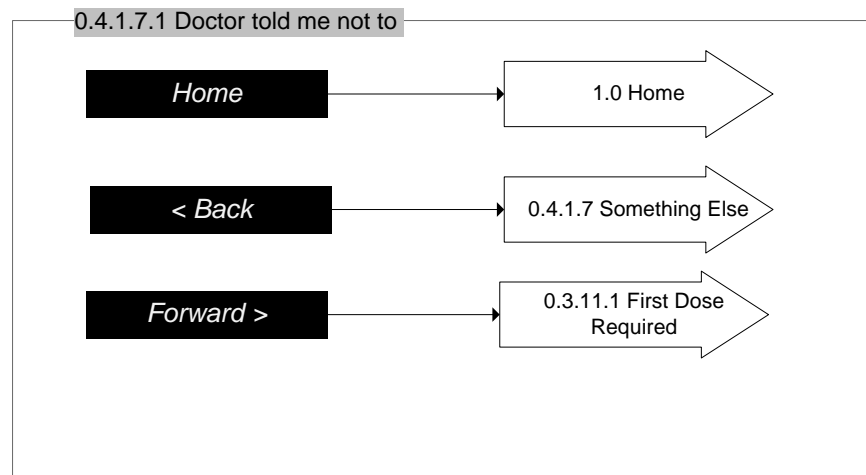 0.4.1.7.1 Doctor told me not to
Home
1.0 Home
< Back
0.4.1.7 Something Else
Forward >
0.3.11.1 First Dose
Required